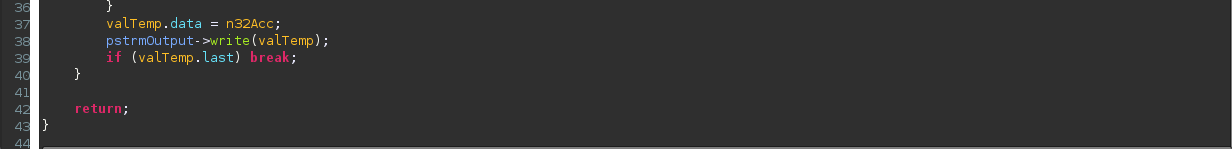 36        }
37        valTemp.data = n32Acc;
38        pstrmOutput->write(valTemp);
39        if (valTemp.last) break;
40    }
41
42    return;
43 }
44